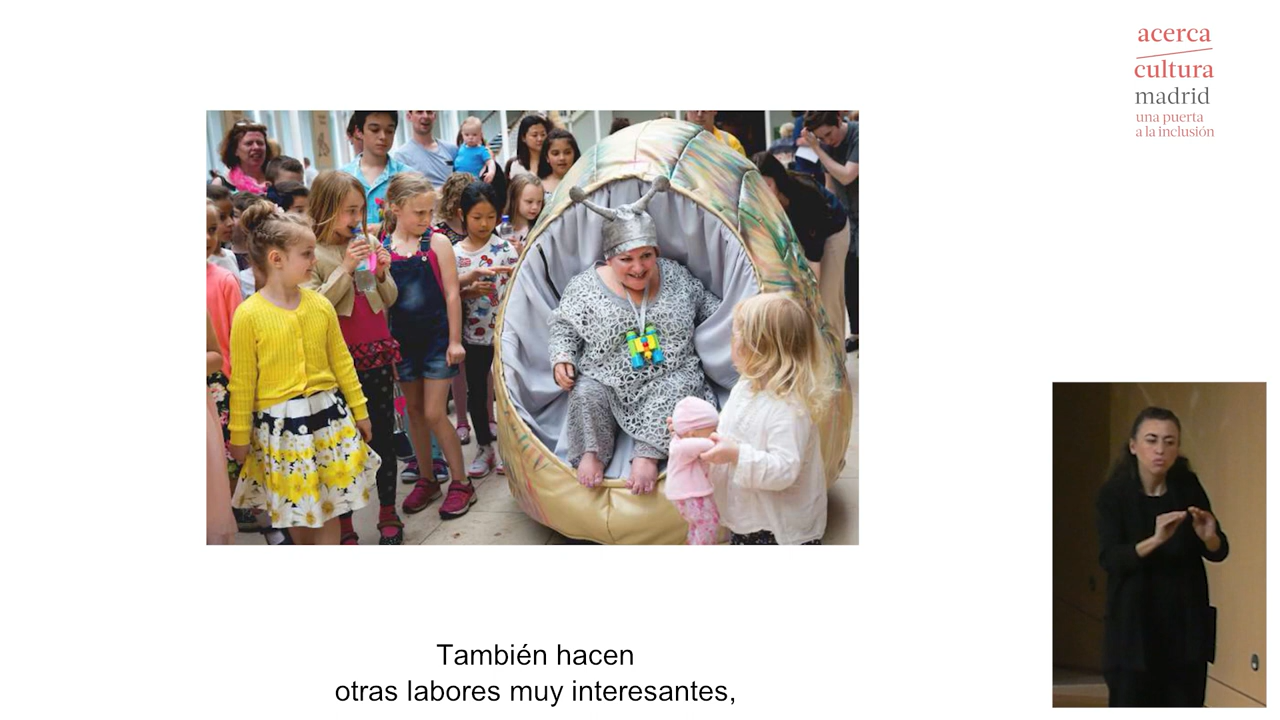 acerca
cultura
madrid
una puerta
a la inclusión
También hacen
otras labores muy interesantes,